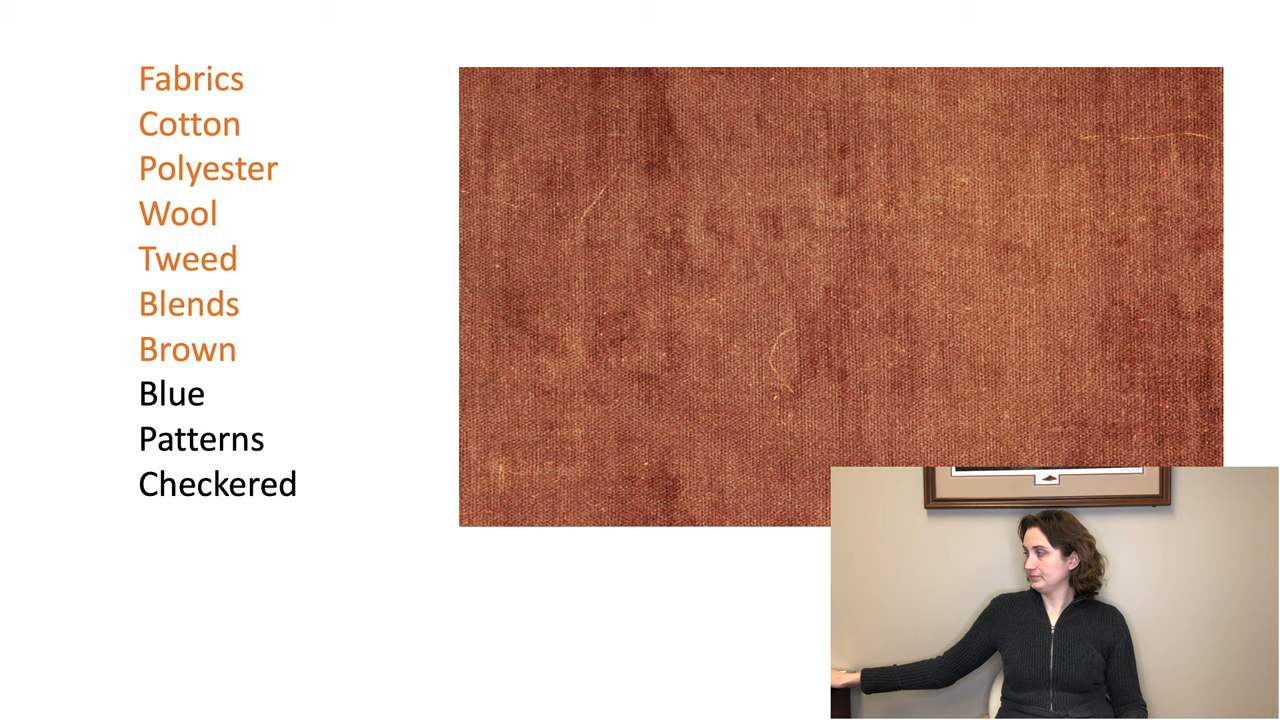 Fabrics
Cotton
Polyester
Wool
Tweed
Blends
Brown
Blue
Patterns
Checkered